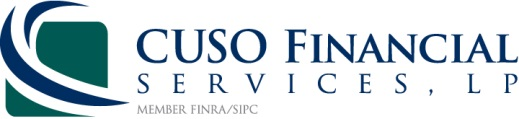 CUSO FINANCIAL
SERVICES, LP
MEMBER FINRA/SIPC